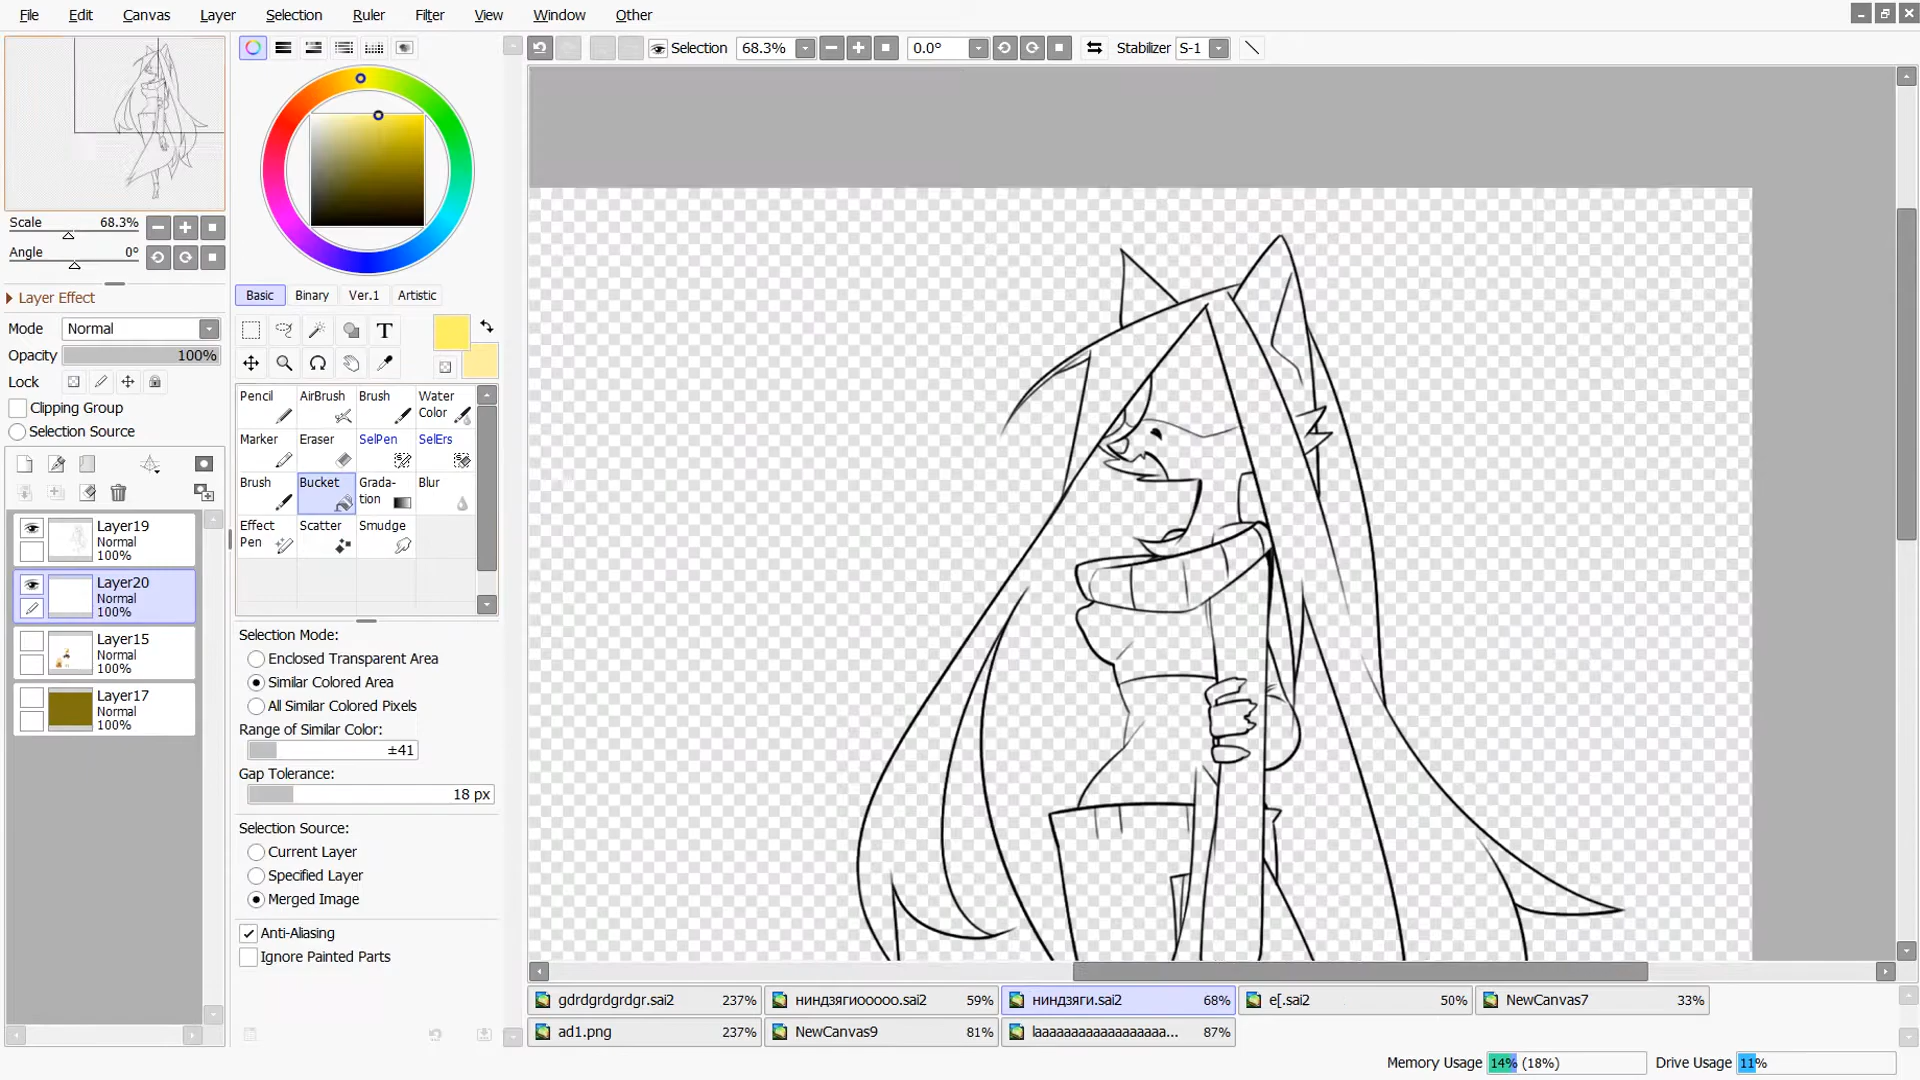 File Edit Canvas Layer Selection Ruler Filter View Window Other
Selection 68.3% 0.0° Stabilizer S-1
Scale 68.3%
Angle 0°
Layer Effect
Mode Normal
Opacity 100%
Lock
Clipping Group
Selection Source
Layer19
Normal
100%
Layer20
Normal
100%
Layer15
Normal
100%
Layer17
Normal
100%
Basic Binary Ver.1 Artistic
T
Pencil AirBrush Brush Water
Color
Marker Eraser SelPen SelErs
Brush Bucket Grada- Blur
tion
Effect Scatter Smudge
Pen
Selection Mode:
Enclosed Transparent Area
Similar Colored Area
All Similar Colored Pixels
Range of Similar Color:
±41
Gap Tolerance:
18 px
Selection Source:
Current Layer
Specified Layer
Merged Image
Anti-Aliasing
Ignore Painted Parts
gdrdgrdgrdgr.sai2 237% ниндзягиооооо.sai2 59% ниндзяги.sai2 68% e[.sai2 50% NewCanvas7 33%
ad1.png 237% NewCanvas9 81% laaaaaaaaaaaaaaaaaa... 87%
Memory Usage 14% (18%) Drive Usage 11%